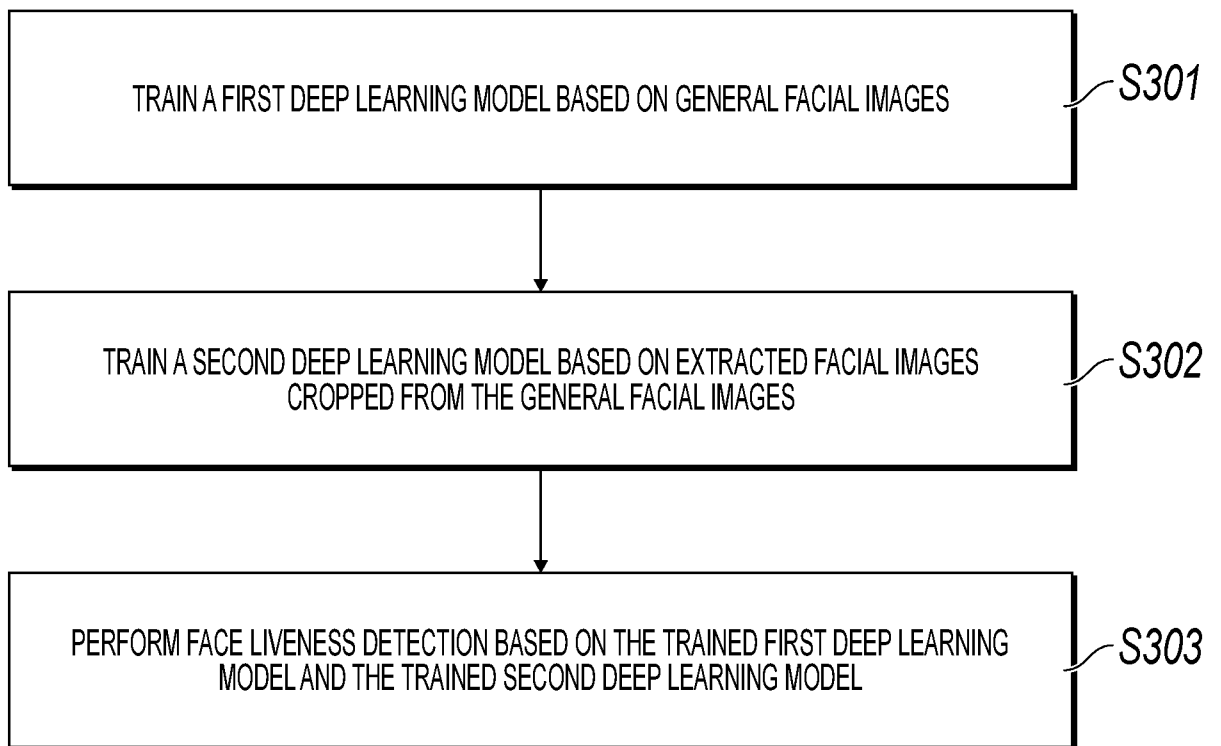 TRAIN A FIRST DEEP LEARNING MODEL BASED ON GENERAL FACIAL IMAGES
S301
TRAIN A SECOND DEEP LEARNING MODEL BASED ON EXTRACTED FACIAL IMAGES
CROPPED FROM THE GENERAL FACIAL IMAGES
S302
PERFORM FACE LIVENESS DETECTION BASED ON THE TRAINED FIRST DEEP LEARNING
MODEL AND THE TRAINED SECOND DEEP LEARNING MODEL
S303